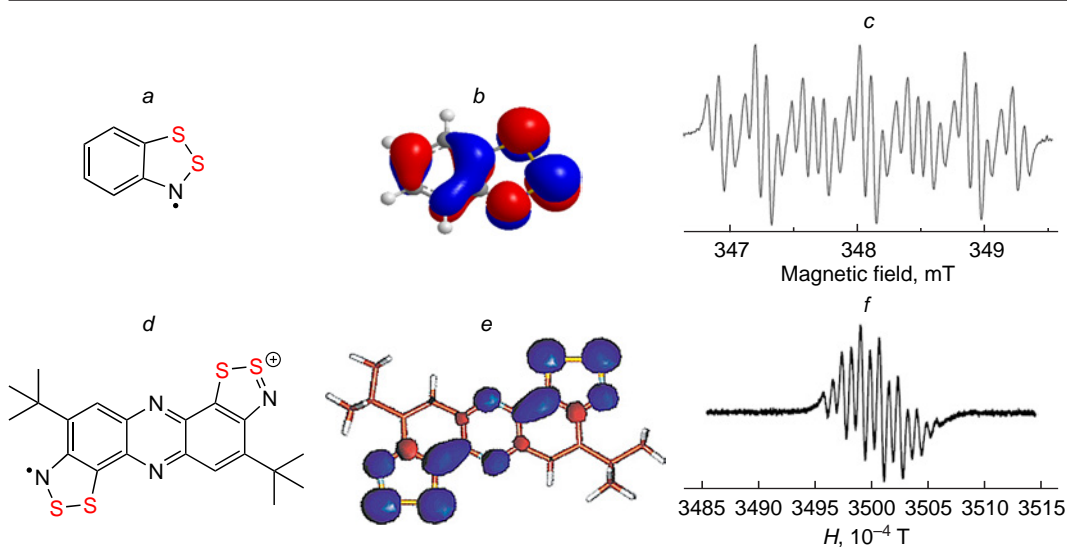 a
S
S
N•
b
c
347 348 349
Magnetic field, mT
d
S S⊕
N
N
N
•N
S S
e
f
3485 3490 3495 3500 3505 3510 3515
H, 10⁻⁴ T